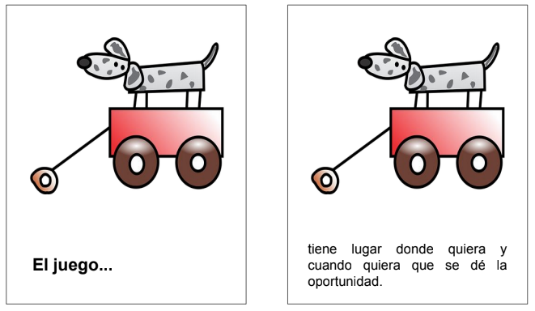 El juego...
tiene lugar donde quiera y
cuando quiera que se dé la
oportunidad.